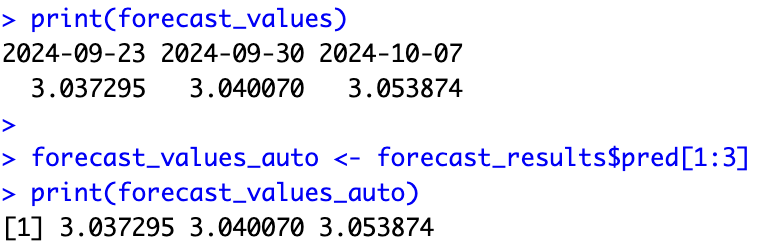 > print(forecast_values)
2024-09-23 2024-09-30 2024-10-07
  3.037295   3.040070   3.053874
>
> forecast_values_auto <- forecast_results$pred[1:3]
> print(forecast_values_auto)
[1] 3.037295 3.040070 3.053874